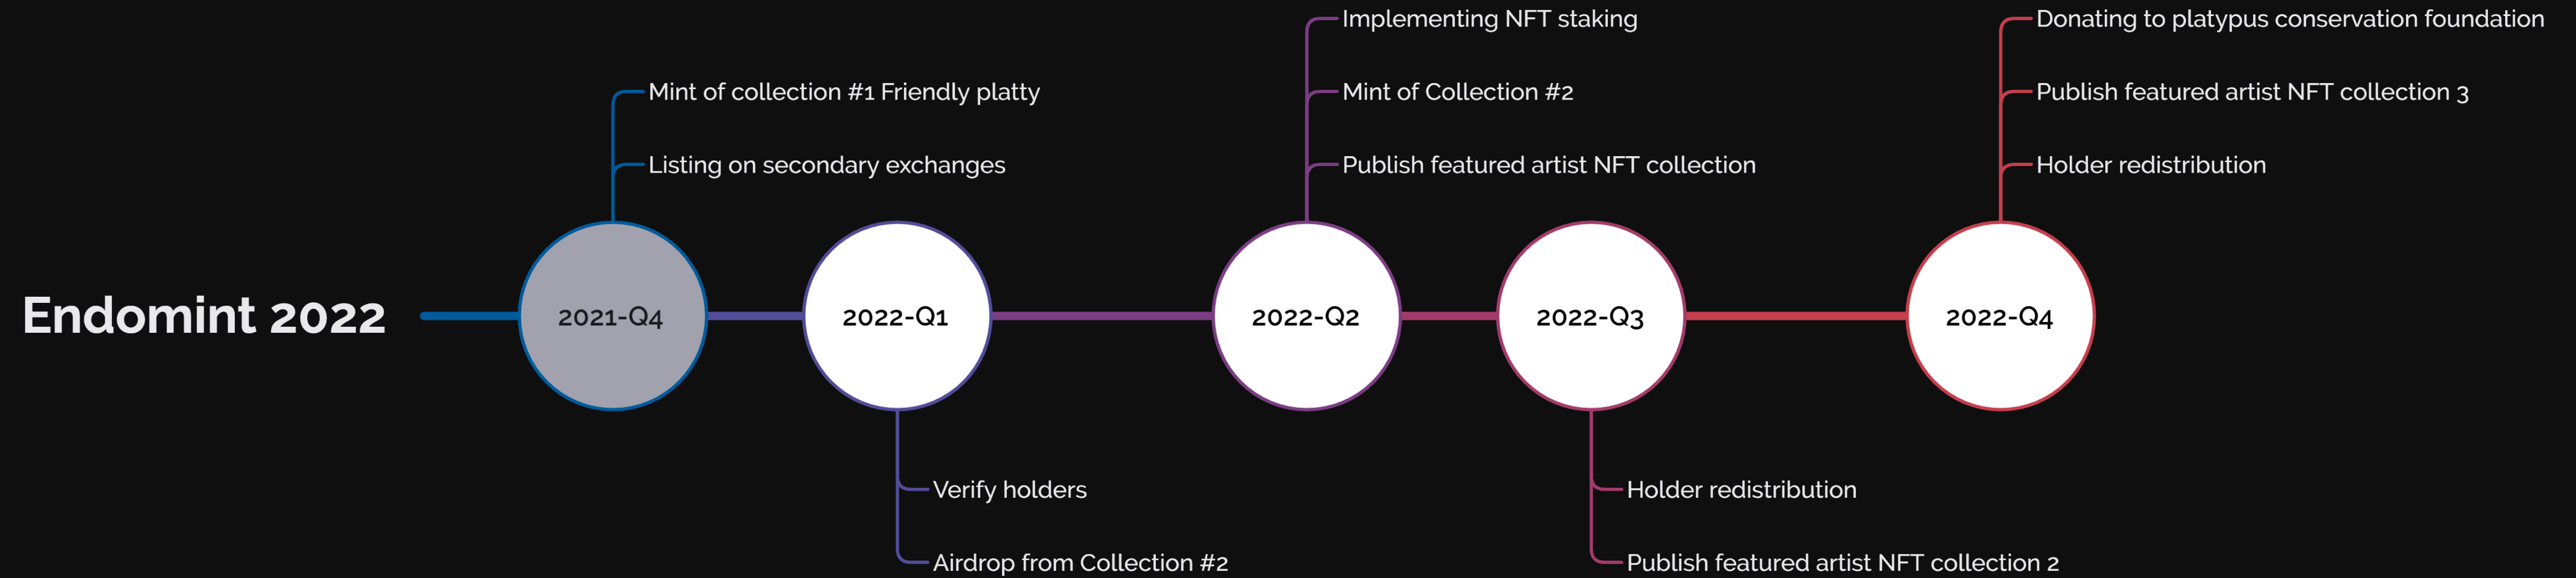 Endomint 2022
2021-Q4
Mint of collection #1 Friendly platty
Listing on secondary exchanges
2022-Q1
Verify holders
Airdrop from Collection #2
2022-Q2
Implementing NFT staking
Mint of Collection #2
Publish featured artist NFT collection
2022-Q3
Holder redistribution
Publish featured artist NFT collection 2
2022-Q4
Donating to platypus conservation foundation
Publish featured artist NFT collection 3
Holder redistribution